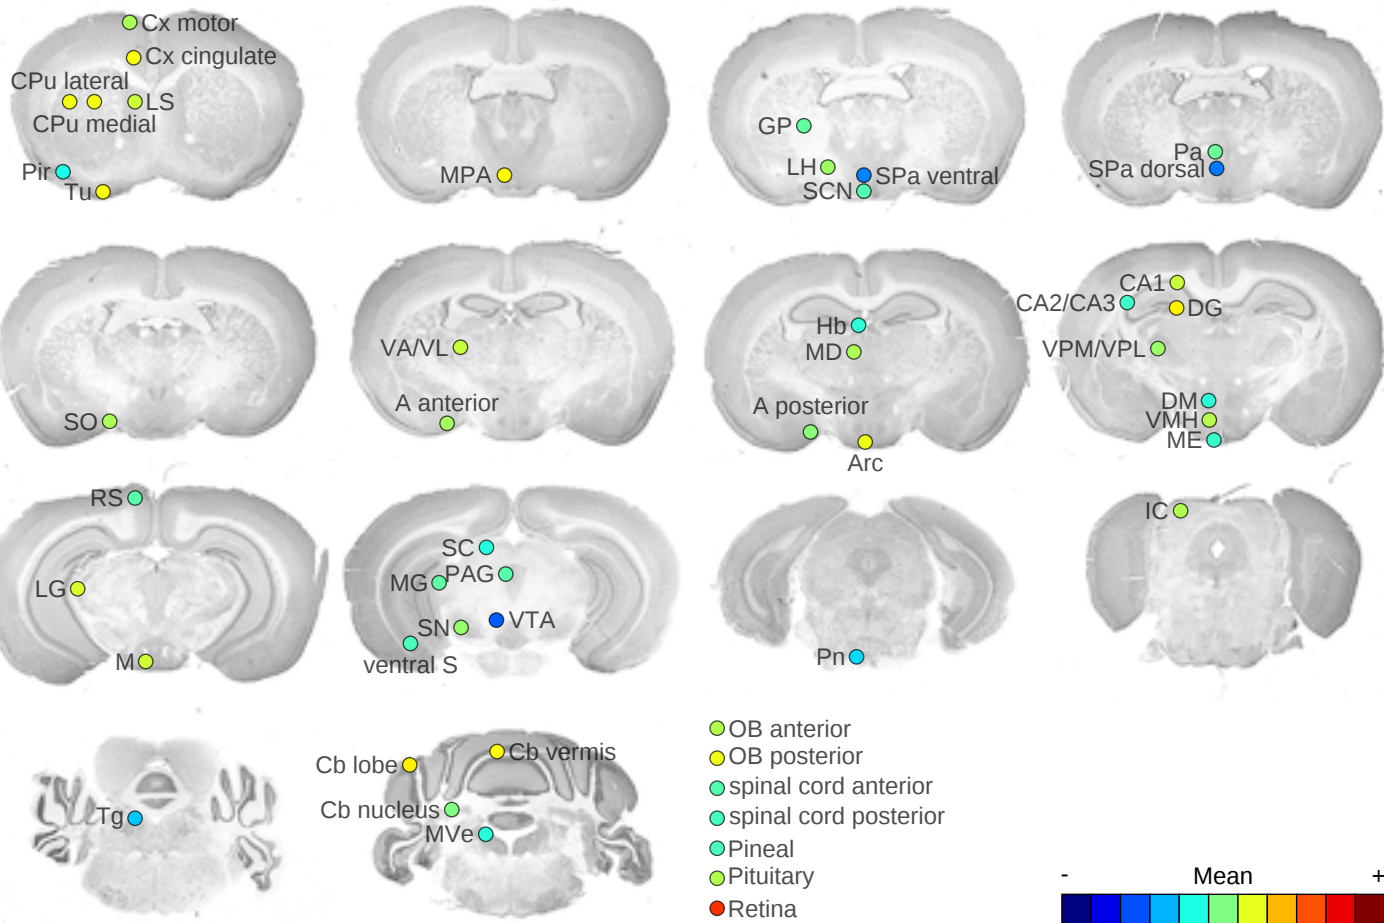 Cx motor
Cx cingulate
CPu lateral
LS
CPu medial
Pir
Tu
MPA
GP
LH
SPa ventral
SCN
Pa
SPa dorsal
SO
VA/VL
A anterior
Hb
MD
A posterior
Arc
CA1
CA2/CA3
DG
VPM/VPL
DM
VMH
ME
RS
LG
M
SC
MG
PAG
SN
VTA
ventral S
Pn
IC
Tg
Cb lobe
Cb vermis
Cb nucleus
MVe
OB anterior
OB posterior
spinal cord anterior
spinal cord posterior
Pineal
Pituitary
Retina
- Mean +